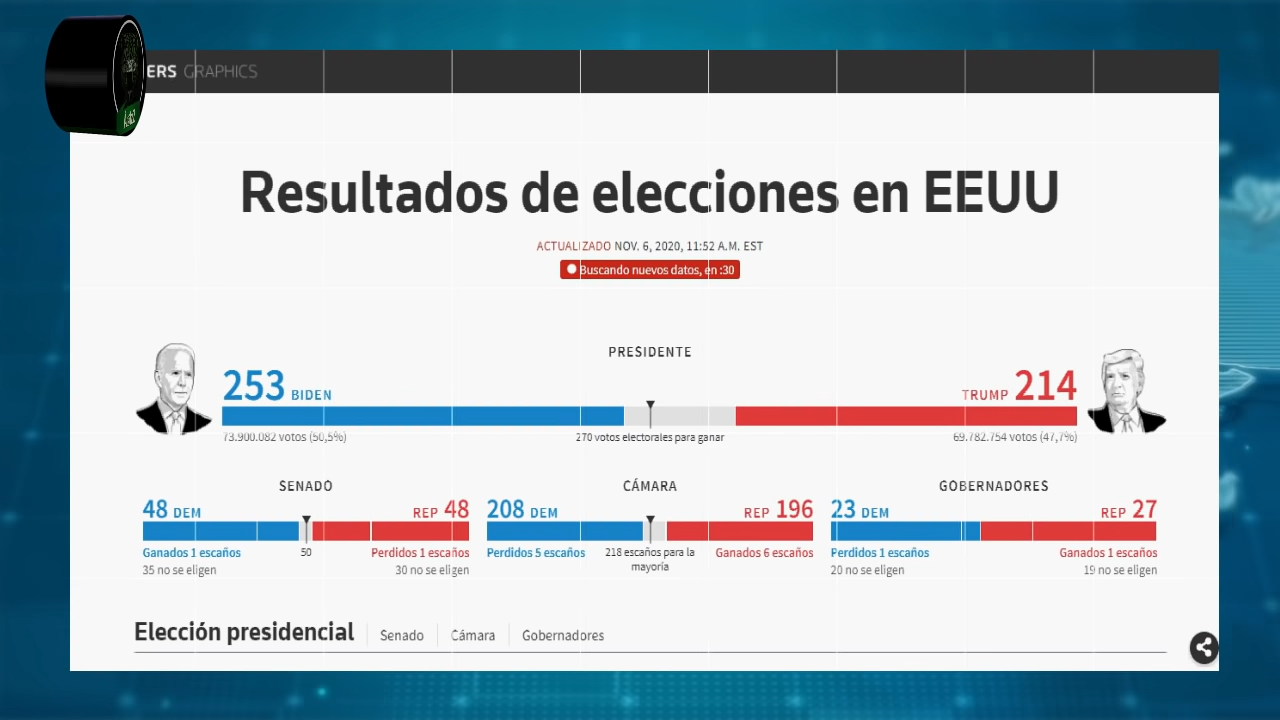 ERS GRAPHICS
Resultados de elecciones en EEUU
ACTUALIZADO NOV. 6, 2020, 11:52 A.M. EST
Buscando nuevos datos, en :30
PRESIDENTE
253 BIDEN
TRUMP 214
73.900.082 votos (50,5%)
270 votos electorales para ganar
69.782.754 votos (47,7%)
SENADO
48 DEM
REP 48
Ganados 1 escaños
50
Perdidos 1 escaños
35 no se eligen
30 no se eligen
CÁMARA
208 DEM
REP 196
Perdidos 5 escaños
218 escaños para la
mayoría
Ganados 6 escaños
GOBERNADORES
23 DEM
REP 27
Perdidos 1 escaños
Ganados 1 escaños
20 no se eligen
19 no se eligen
Elección presidencial
Senado
Cámara
Gobernadores